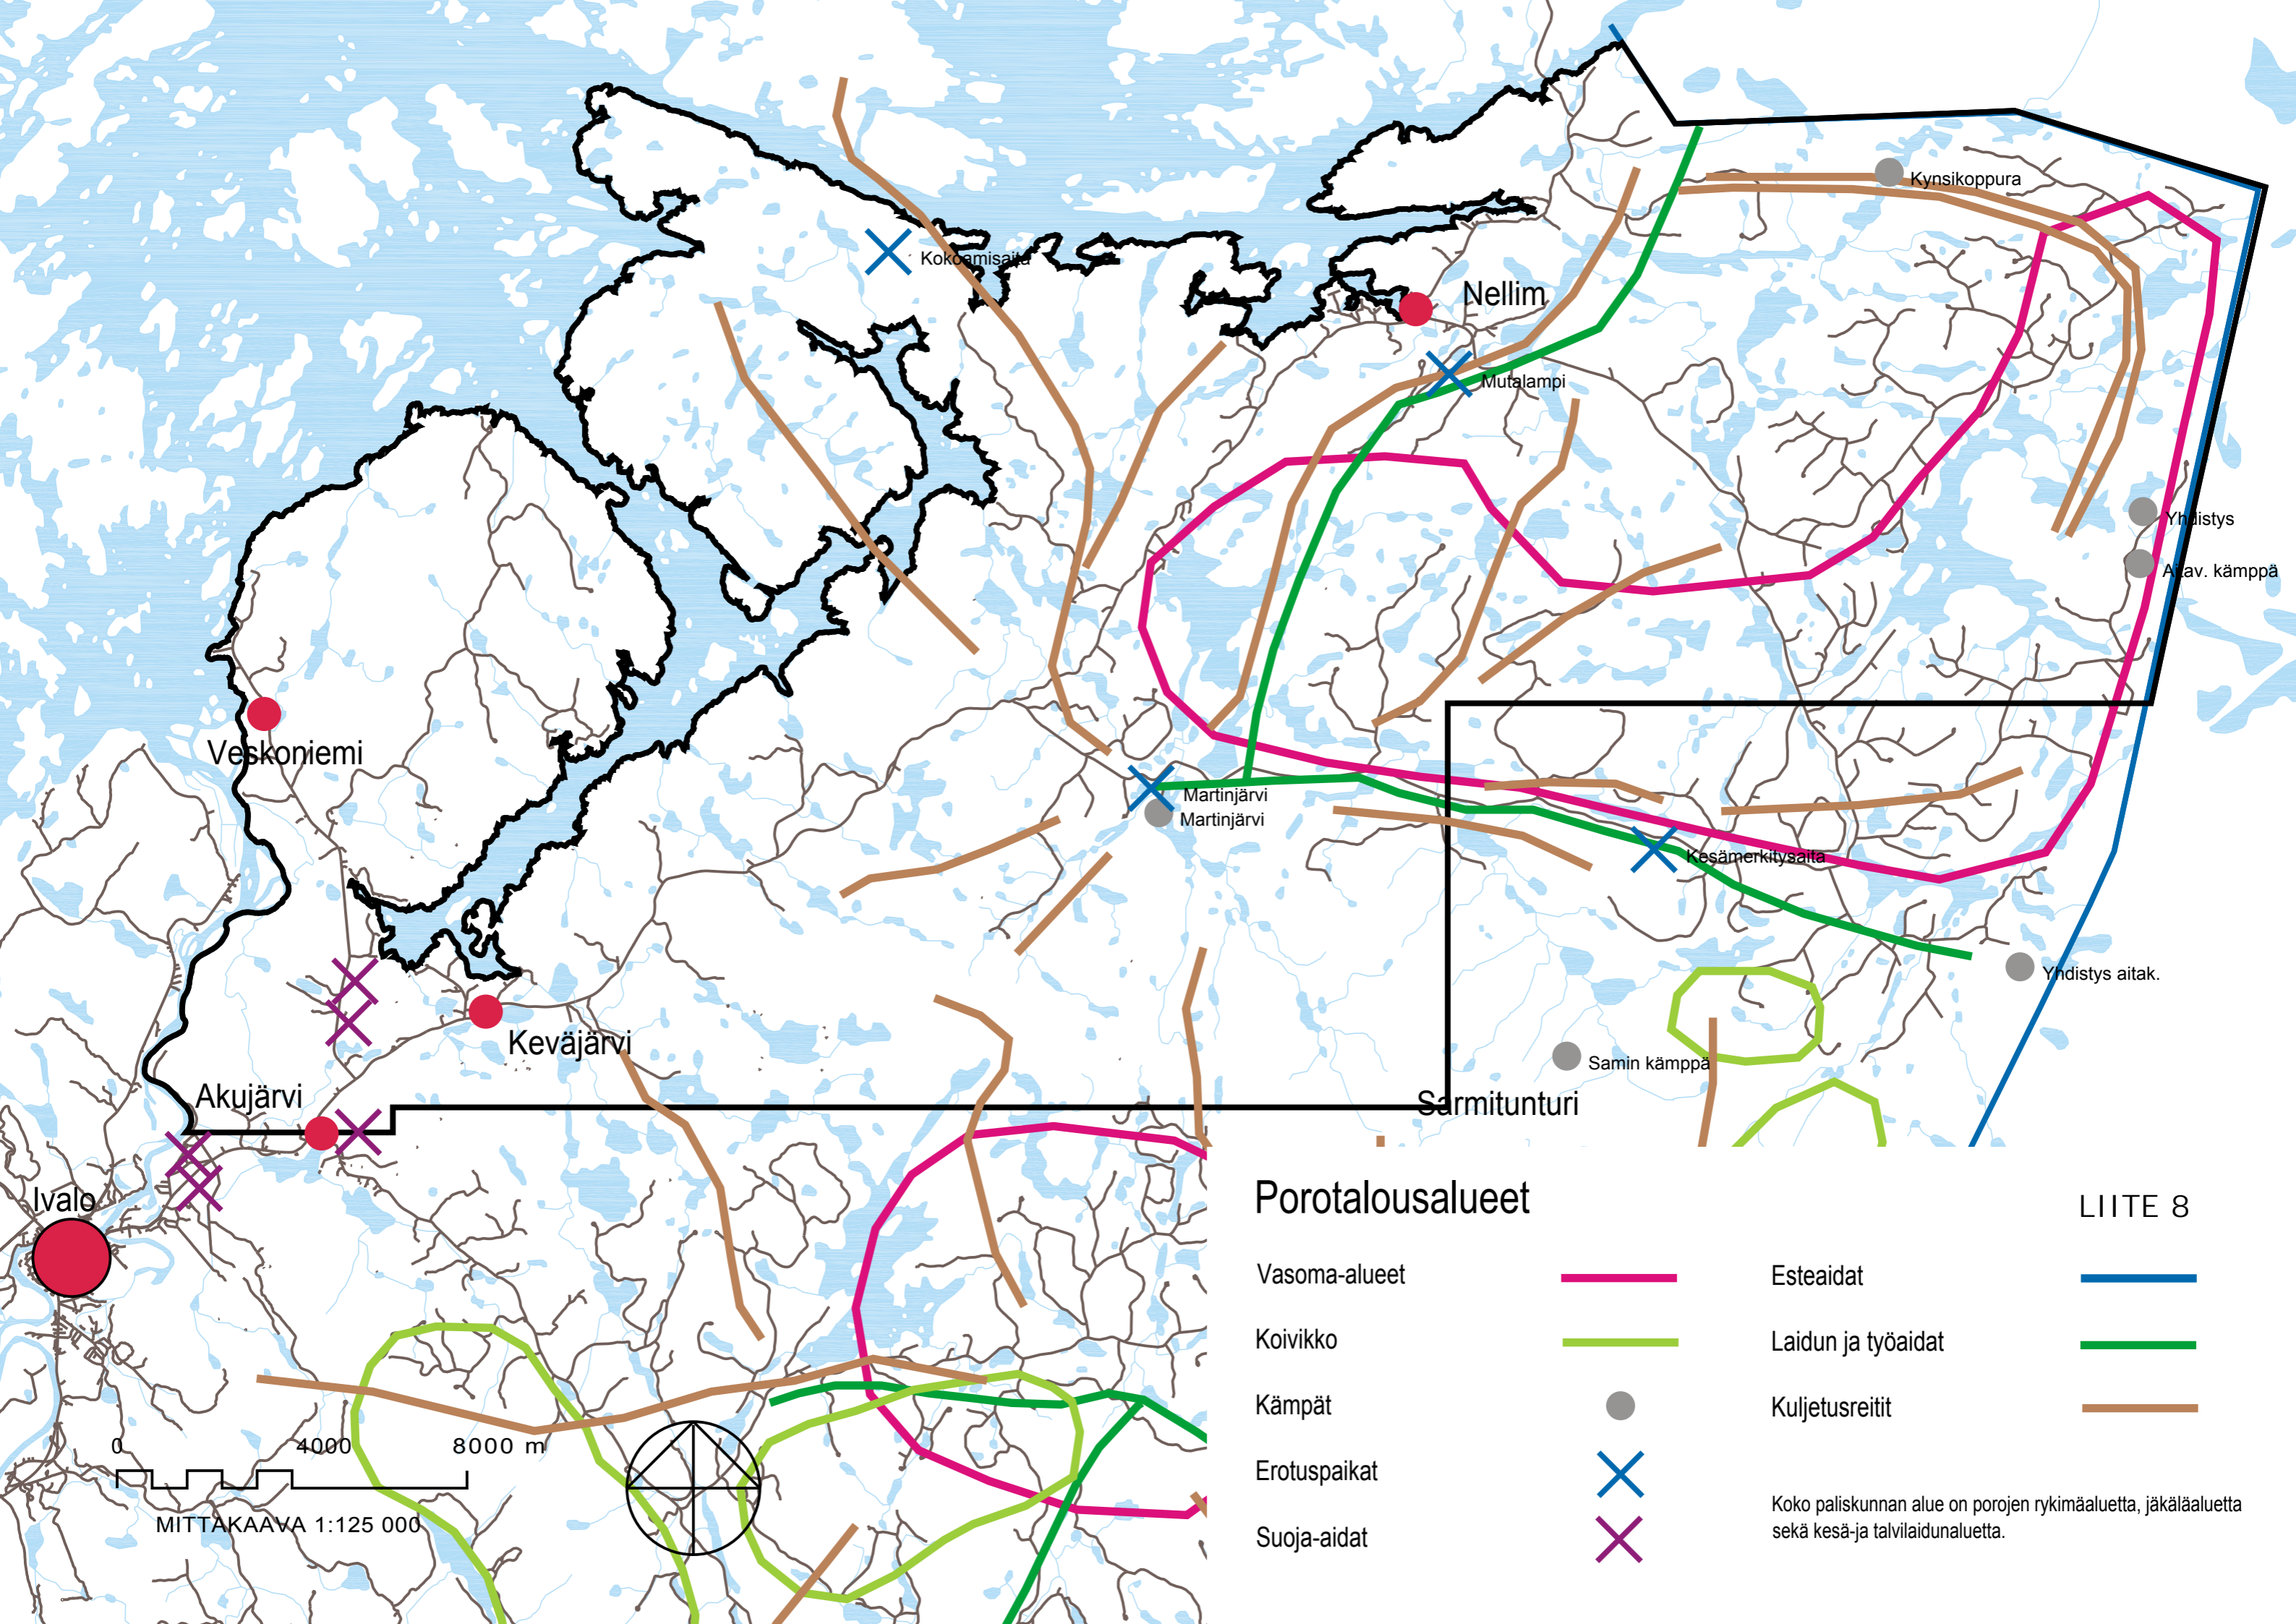 Kynsikoppura
Kokoamisaita
Nellim
Mutalampi
Yhdistys
Aitav. kämppä
Veskoniemi
Martinjärvi
Martinjärvi
Kesämerkitysaita
Yhdistys aitak.
Keväjärvi
Samin kämppä
Akujärvi
Sarmitunturi
Ivalo
Porotalousalueet
LIITE 8
Vasoma-alueet
Esteaidat
Koivikko
Laidun ja työaidat
Kämpät
Kuljetusreitit
0 4000 8000 m
Erotuspaikat
MITTAKAAVA 1:125 000
Koko paliskunnan alue on porojen rykimäaluetta, jäkäläaluetta
sekä kesä-ja talvilaidunaluetta.
Suoja-aidat